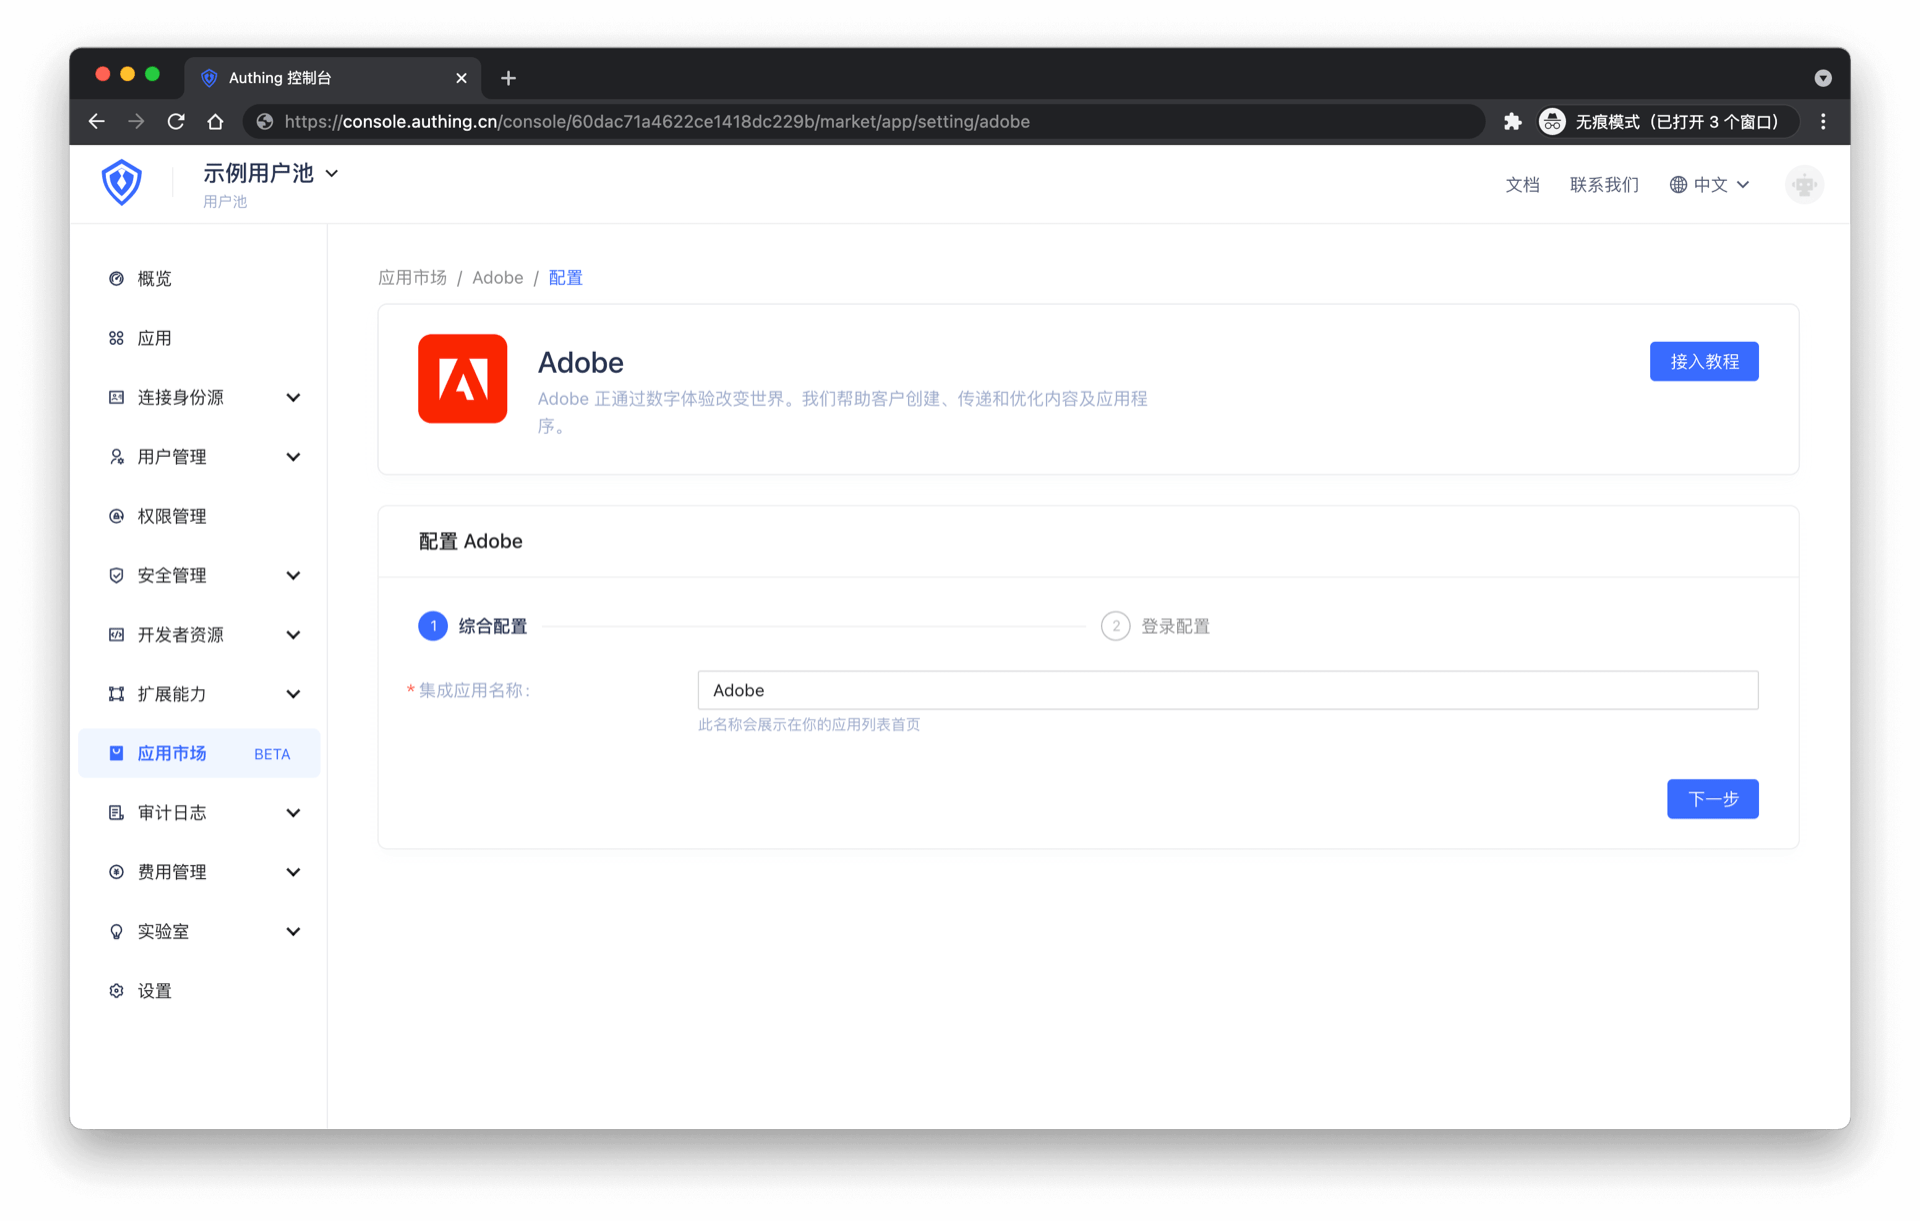 Authing 控制台
https://console.authing.cn/console/60dac71a4622ce1418dc229b/market/app/setting/adobe
无痕模式（已打开 3 个窗口）
示例用户池
用户池
文档
联系我们
中文
概览
应用
连接身份源
用户管理
权限管理
安全管理
开发者资源
扩展能力
应用市场 BETA
审计日志
费用管理
实验室
设置
应用市场 / Adobe / 配置
Adobe
Adobe 正通过数字体验改变世界。我们帮助客户创建、传递和优化内容及应用程
序。
接入教程
配置 Adobe
1 综合配置
2 登录配置
* 集成应用名称：
Adobe
此名称会展示在你的应用列表首页
下一步